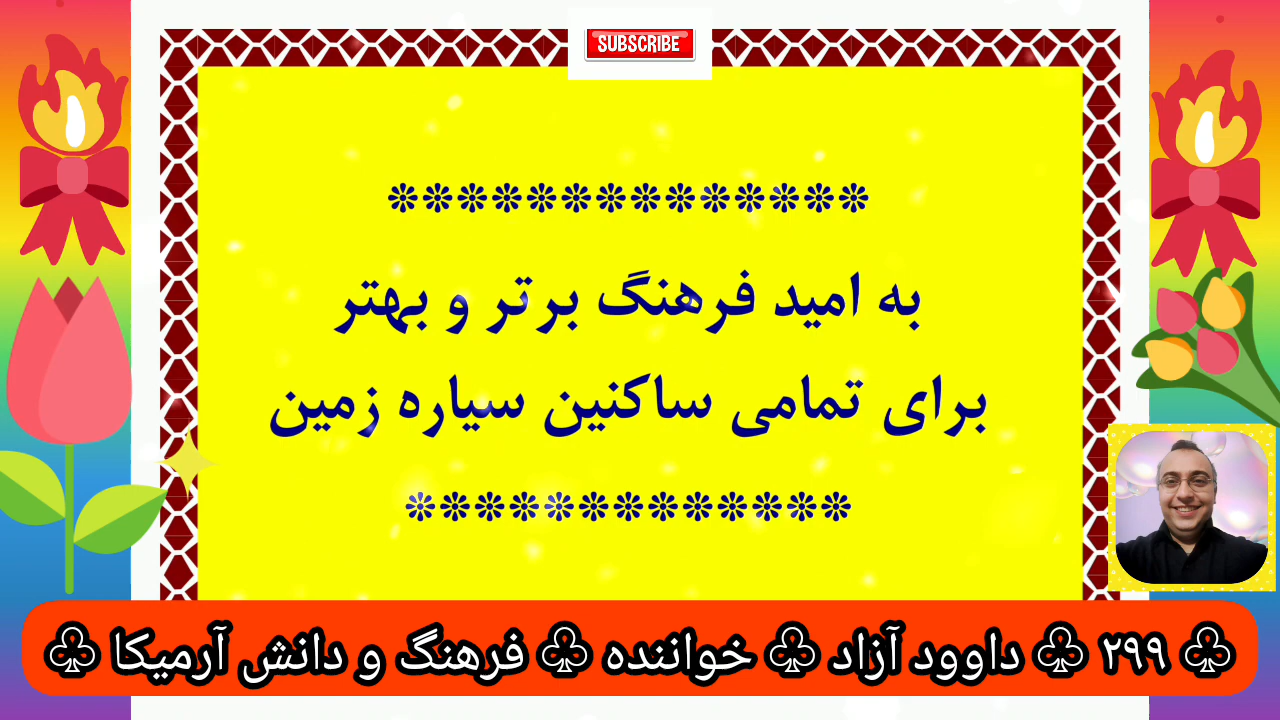 SUBSCRIBE
❊❊❊❊❊❊❊❊❊❊❊❊❊❊
به امید فرهنگ برتر و بهتر
برای تمامی ساکنین سیاره زمین
❊❊❊❊❊❊❊❊❊❊❊❊❊
♧ ۲۹۹ ♧ داوود آزاد ♧ خواننده ♧ فرهنگ و دانش آرمیکا ♧